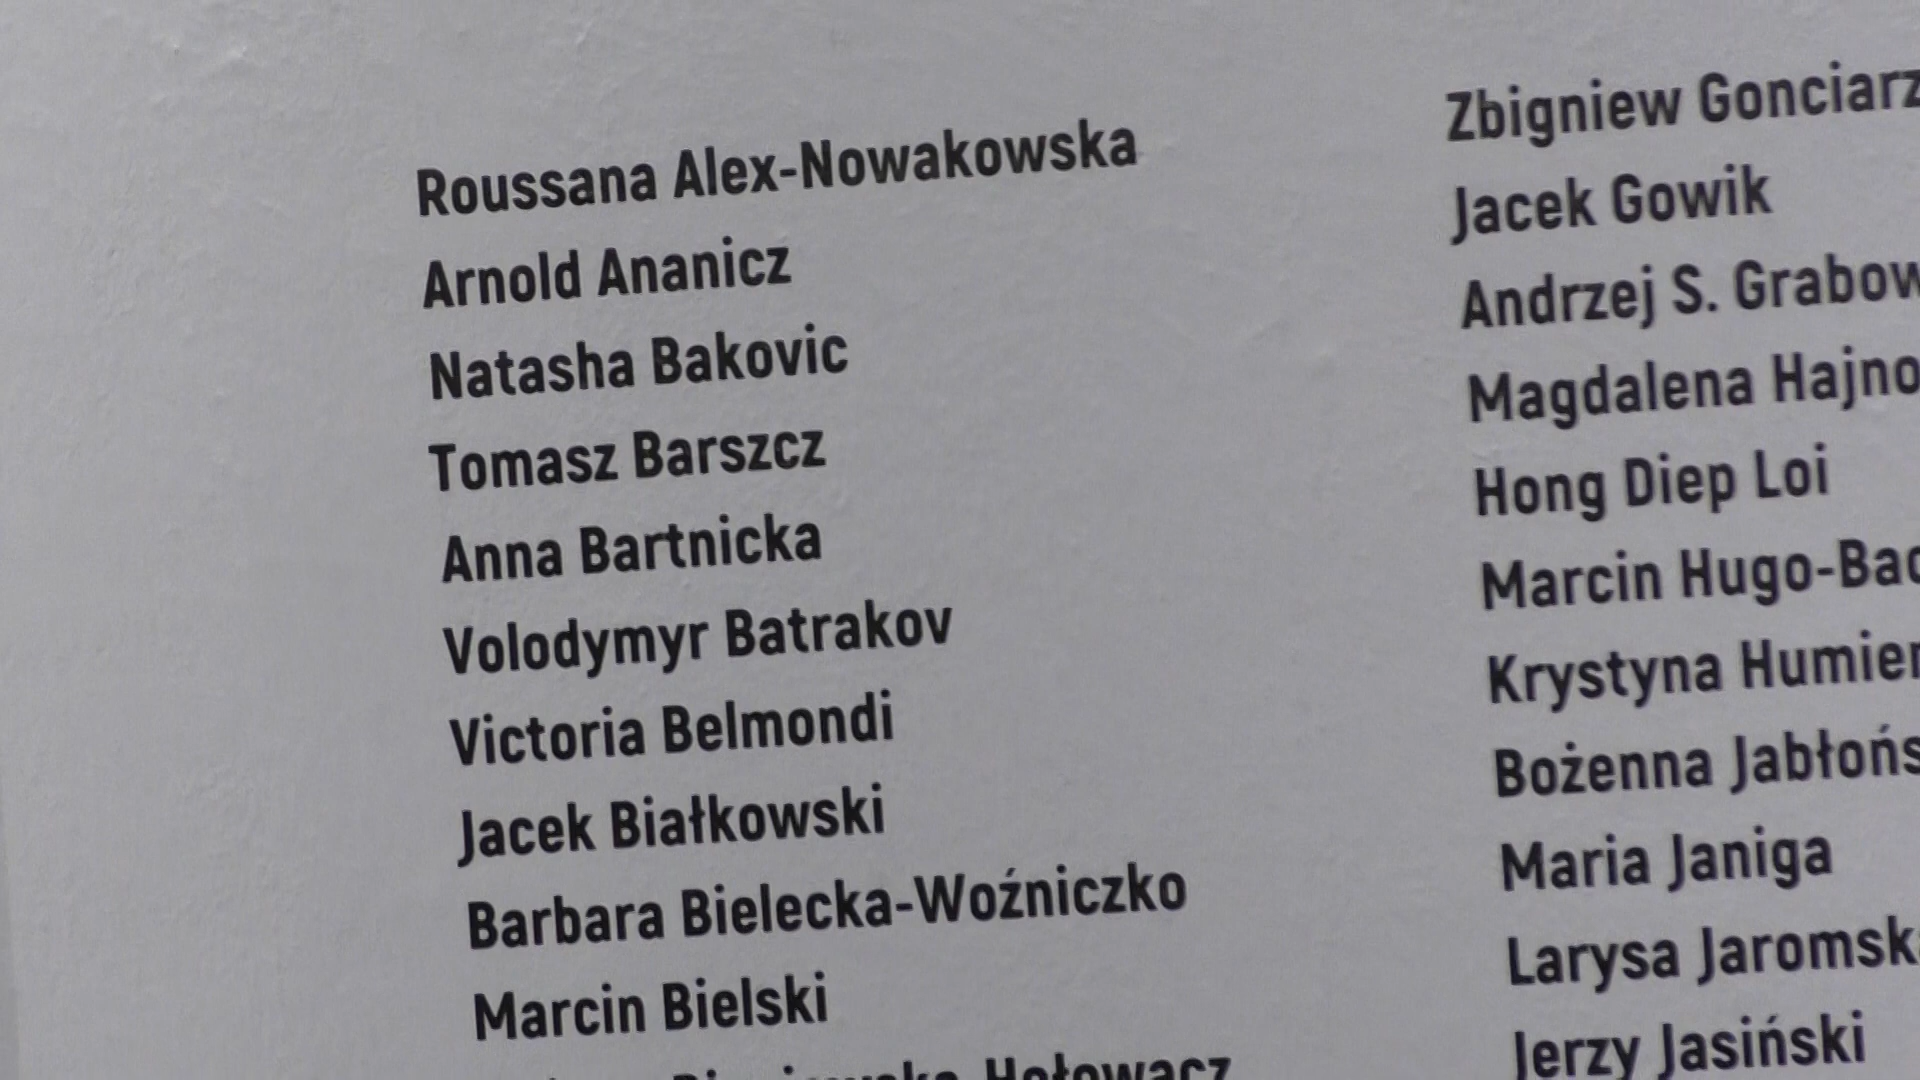 Roussana Alex-Nowakowska
Arnold Ananicz
Natasha Bakovic
Tomasz Barszcz
Anna Bartnicka
Volodymyr Batrakov
Victoria Belmondi
Jacek Białkowski
Barbara Bielecka-Woźniczko
Marcin Bielski
Zbigniew Gonciarz
Jacek Gowik
Andrzej S.
Magdalena
Hong Diep Loi
Marcin
Krystyna
Bożenna
Maria Janiga
Larysa
Jerzy Jasiński